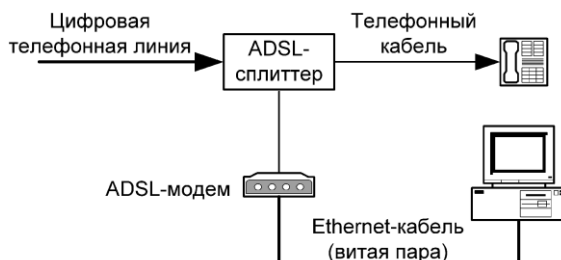 Цифровая
телефонная линия
ADSL-
сплиттер
Телефонный
кабель
ADSL-модем
Ethernet-кабель
(витая пара)